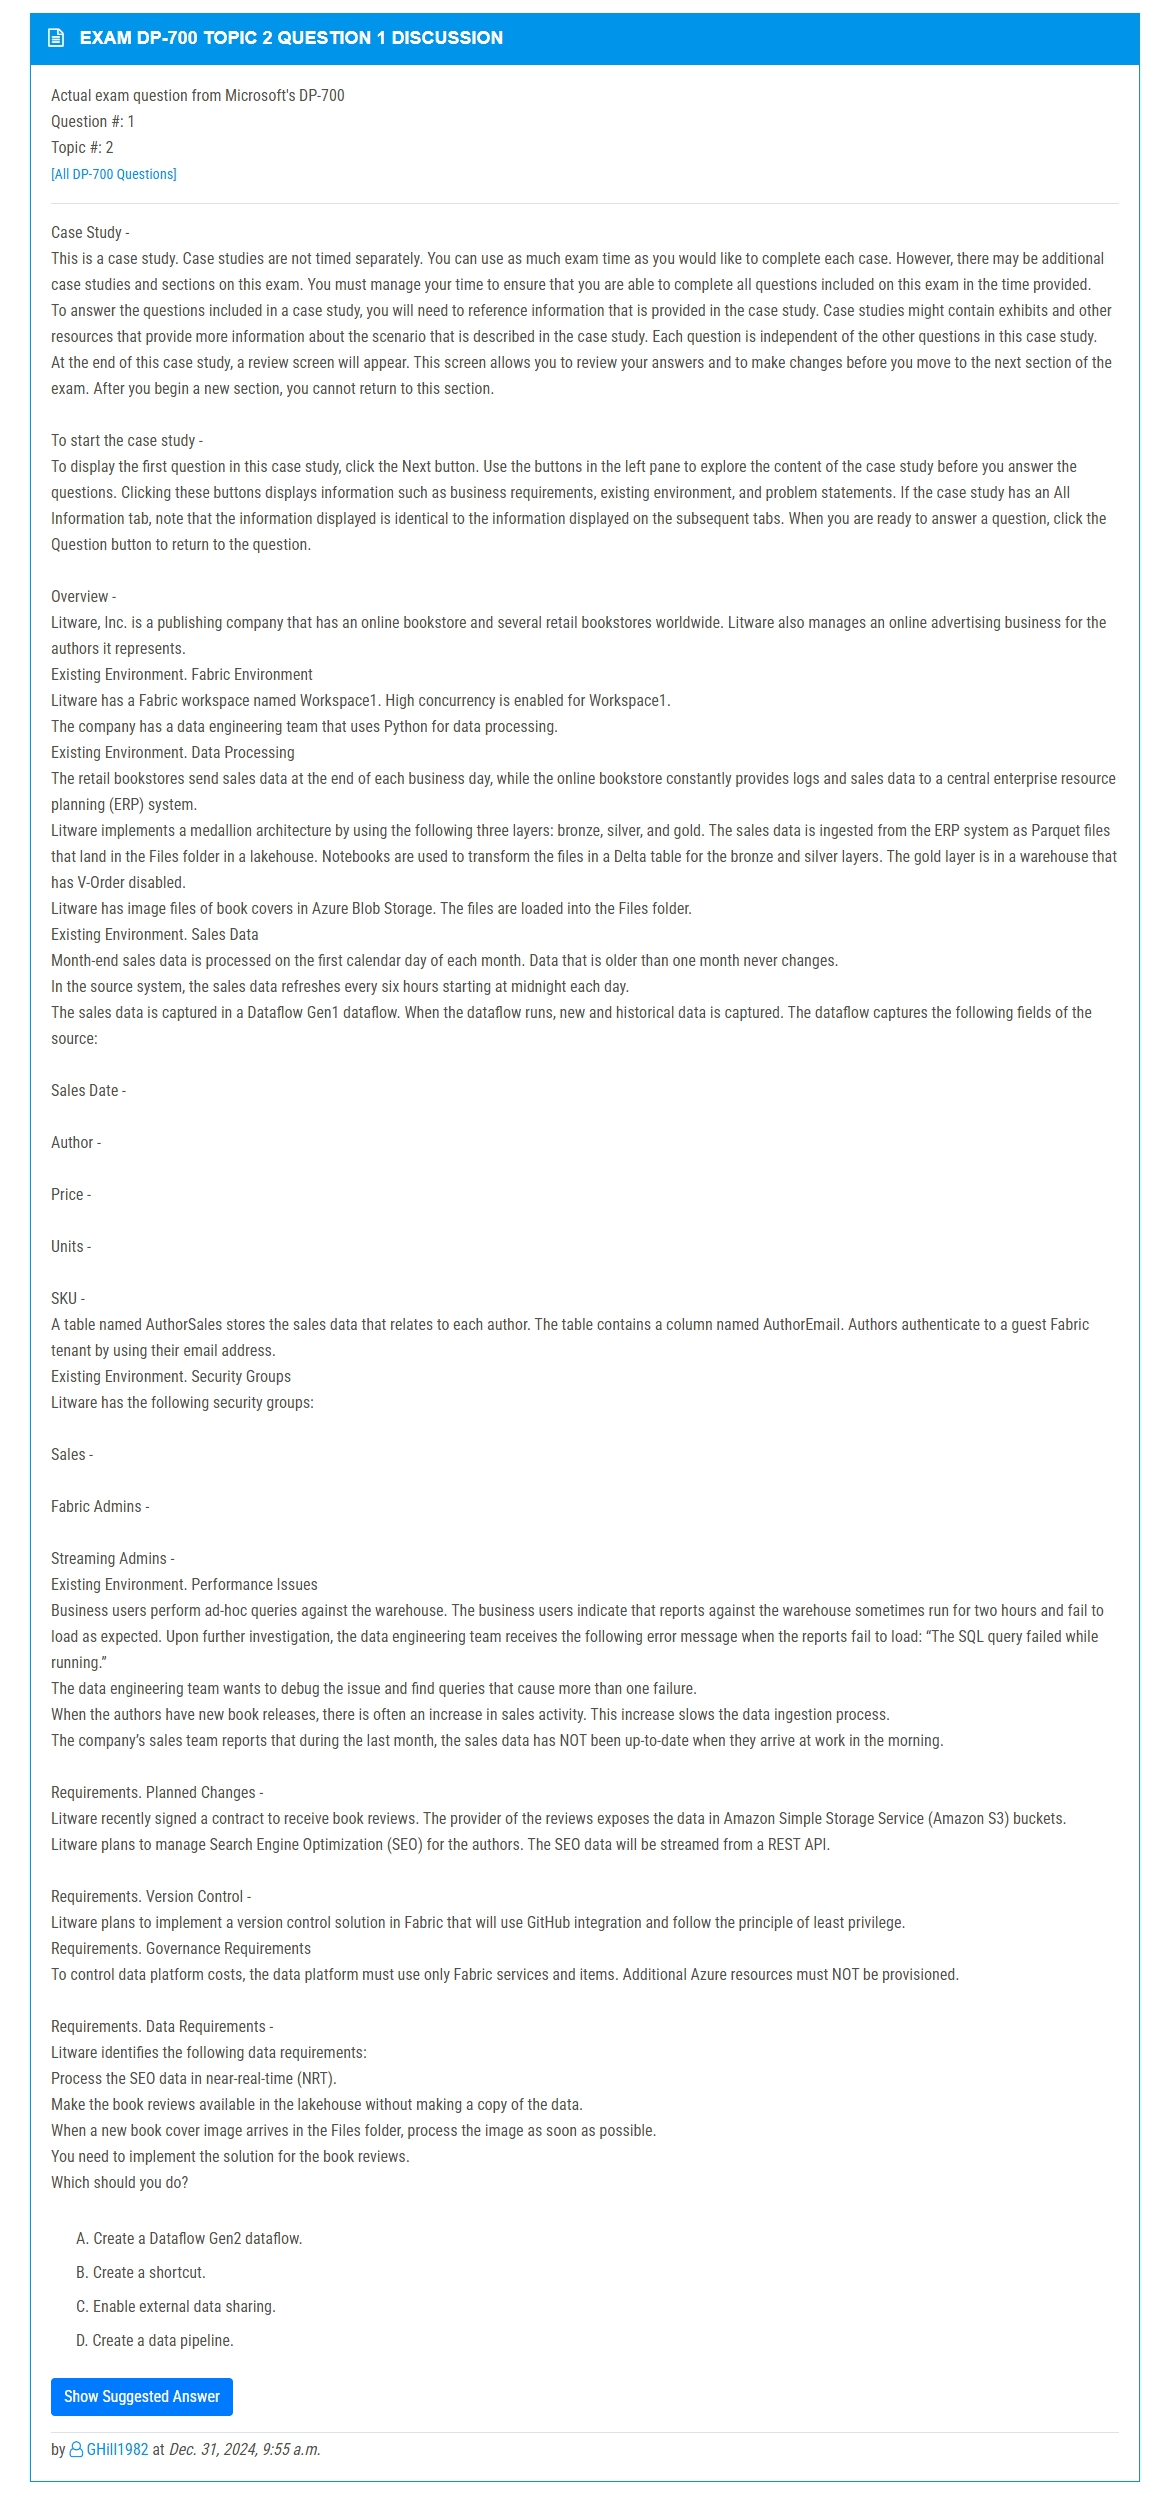 EXAM DP-700 TOPIC 2 QUESTION 1 DISCUSSION
Actual exam question from Microsoft's DP-700
Question #: 1
Topic #: 2
[All DP-700 Questions]
Case Study -
This is a case study. Case studies are not timed separately. You can use as much exam time as you would like to complete each case. However, there may be additional
case studies and sections on this exam. You must manage your time to ensure that you are able to complete all questions included on this exam in the time provided.
To answer the questions included in a case study, you will need to reference information that is provided in the case study. Case studies might contain exhibits and other
resources that provide more information about the scenario that is described in the case study. Each question is independent of the other questions in this case study.
At the end of this case study, a review screen will appear. This screen allows you to review your answers and to make changes before you move to the next section of the
exam. After you begin a new section, you cannot return to this section.
To start the case study -
To display the first question in this case study, click the Next button. Use the buttons in the left pane to explore the content of the case study before you answer the
questions. Clicking these buttons displays information such as business requirements, existing environment, and problem statements. If the case study has an All
Information tab, note that the information displayed is identical to the information displayed on the subsequent tabs. When you are ready to answer a question, click the
Question button to return to the question.
Overview -
Litware, Inc. is a publishing company that has an online bookstore and several retail bookstores worldwide. Litware also manages an online advertising business for the
authors it represents.
Existing Environment. Fabric Environment
Litware has a Fabric workspace named Workspace1. High concurrency is enabled for Workspace1.
The company has a data engineering team that uses Python for data processing.
Existing Environment. Data Processing
The retail bookstores send sales data at the end of each business day, while the online bookstore constantly provides logs and sales data to a central enterprise resource
planning (ERP) system.
Litware implements a medallion architecture by using the following three layers: bronze, silver, and gold. The sales data is ingested from the ERP system as Parquet files
that land in the Files folder in a lakehouse. Notebooks are used to transform the files in a Delta table for the bronze and silver layers. The gold layer is in a warehouse that
has V-Order disabled.
Litware has image files of book covers in Azure Blob Storage. The files are loaded into the Files folder.
Existing Environment. Sales Data
Month-end sales data is processed on the first calendar day of each month. Data that is older than one month never changes.
In the source system, the sales data refreshes every six hours starting at midnight each day.
The sales data is captured in a Dataflow Gen1 dataflow. When the dataflow runs, new and historical data is captured. The dataflow captures the following fields of the
source:
Sales Date -
Author -
Price -
Units -
SKU -
A table named AuthorSales stores the sales data that relates to each author. The table contains a column named AuthorEmail. Authors authenticate to a guest Fabric
tenant by using their email address.
Existing Environment. Security Groups
Litware has the following security groups:
Sales -
Fabric Admins -
Streaming Admins -
Existing Environment. Performance Issues
Business users perform ad-hoc queries against the warehouse. The business users indicate that reports against the warehouse sometimes run for two hours and fail to
load as expected. Upon further investigation, the data engineering team receives the following error message when the reports fail to load: “The SQL query failed while
running.”
The data engineering team wants to debug the issue and find queries that cause more than one failure.
When the authors have new book releases, there is often an increase in sales activity. This increase slows the data ingestion process.
The company’s sales team reports that during the last month, the sales data has NOT been up-to-date when they arrive at work in the morning.
Requirements. Planned Changes -
Litware recently signed a contract to receive book reviews. The provider of the reviews exposes the data in Amazon Simple Storage Service (Amazon S3) buckets.
Litware plans to manage Search Engine Optimization (SEO) for the authors. The SEO data will be streamed from a REST API.
Requirements. Version Control -
Litware plans to implement a version control solution in Fabric that will use GitHub integration and follow the principle of least privilege.
Requirements. Governance Requirements
To control data platform costs, the data platform must use only Fabric services and items. Additional Azure resources must NOT be provisioned.
Requirements. Data Requirements -
Litware identifies the following data requirements:
Process the SEO data in near-real-time (NRT).
Make the book reviews available in the lakehouse without making a copy of the data.
When a new book cover image arrives in the Files folder, process the image as soon as possible.
You need to implement the solution for the book reviews.
Which should you do?
A. Create a Dataflow Gen2 dataflow.
B. Create a shortcut.
C. Enable external data sharing.
D. Create a data pipeline.
Show Suggested Answer
by GHill1982 at Dec. 31, 2024, 9:55 a.m.